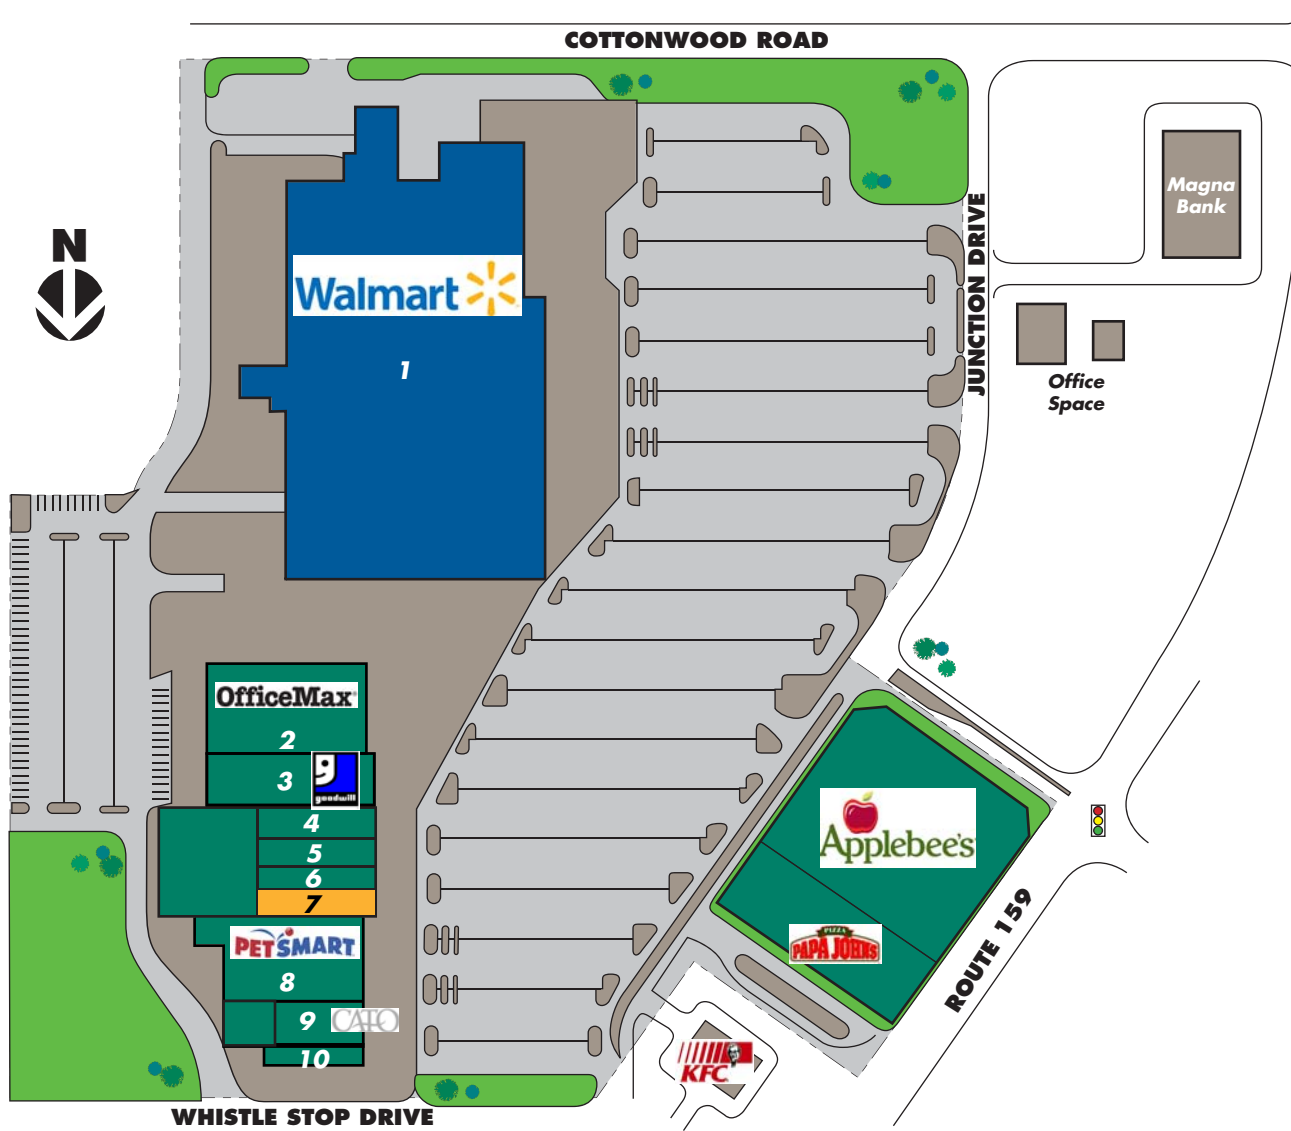 COTTONWOOD ROAD
Magna
Bank
JUNCTION DRIVE
N
Walmart
1
Office
Space
OfficeMax
2
3
goodwill
4
5
6
7
PETSMART
8
9
CATO
10
Applebee's
PIZZA
PAPA JOHNS
ROUTE 159
KFC
WHISTLE STOP DRIVE